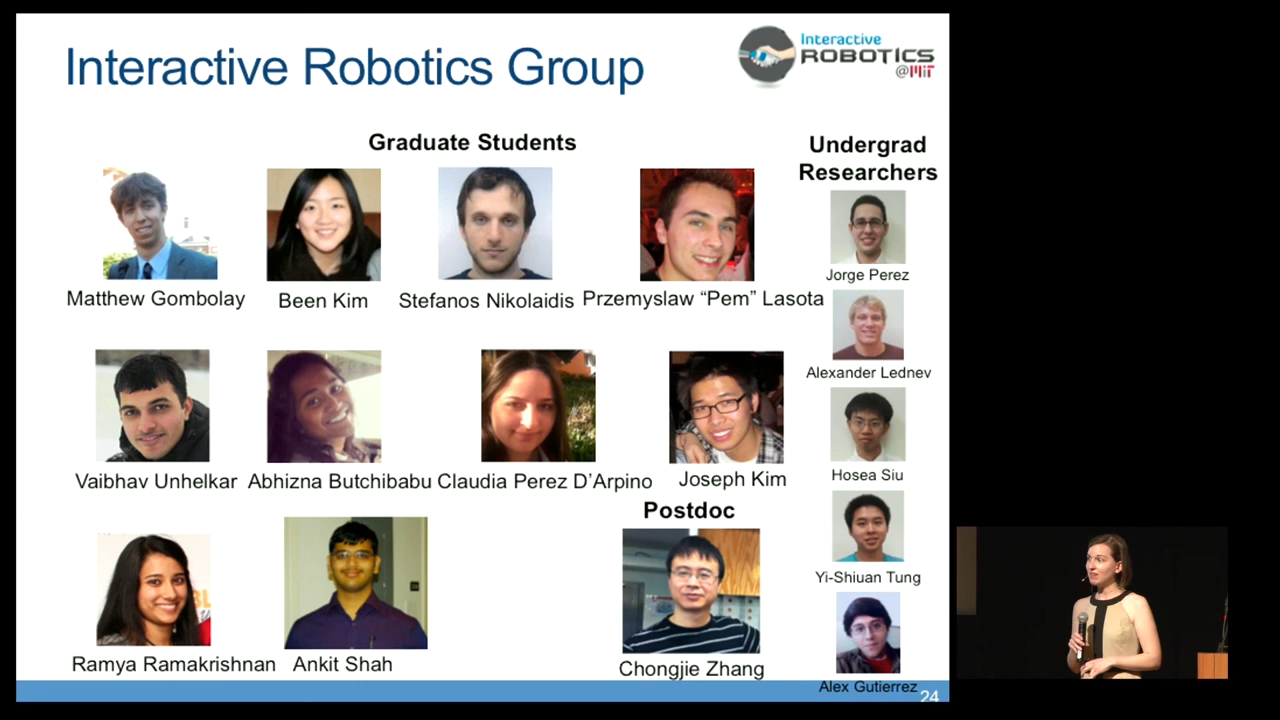 Interactive Robotics Group
Interactive
ROBOTICS
@MIT
Graduate Students
Matthew Gombolay
Been Kim
Stefanos Nikolaidis
Przemyslaw “Pem” Lasota
Vaibhav Unhelkar
Abhizna Butchibabu
Claudia Perez D’Arpino
Joseph Kim
Ramya Ramakrishnan
Ankit Shah
Postdoc
Chongjie Zhang
Undergrad
Researchers
Jorge Perez
Alexander Lednev
Hosea Siu
Yi-Shiuan Tung
Alex Gutierrez
24